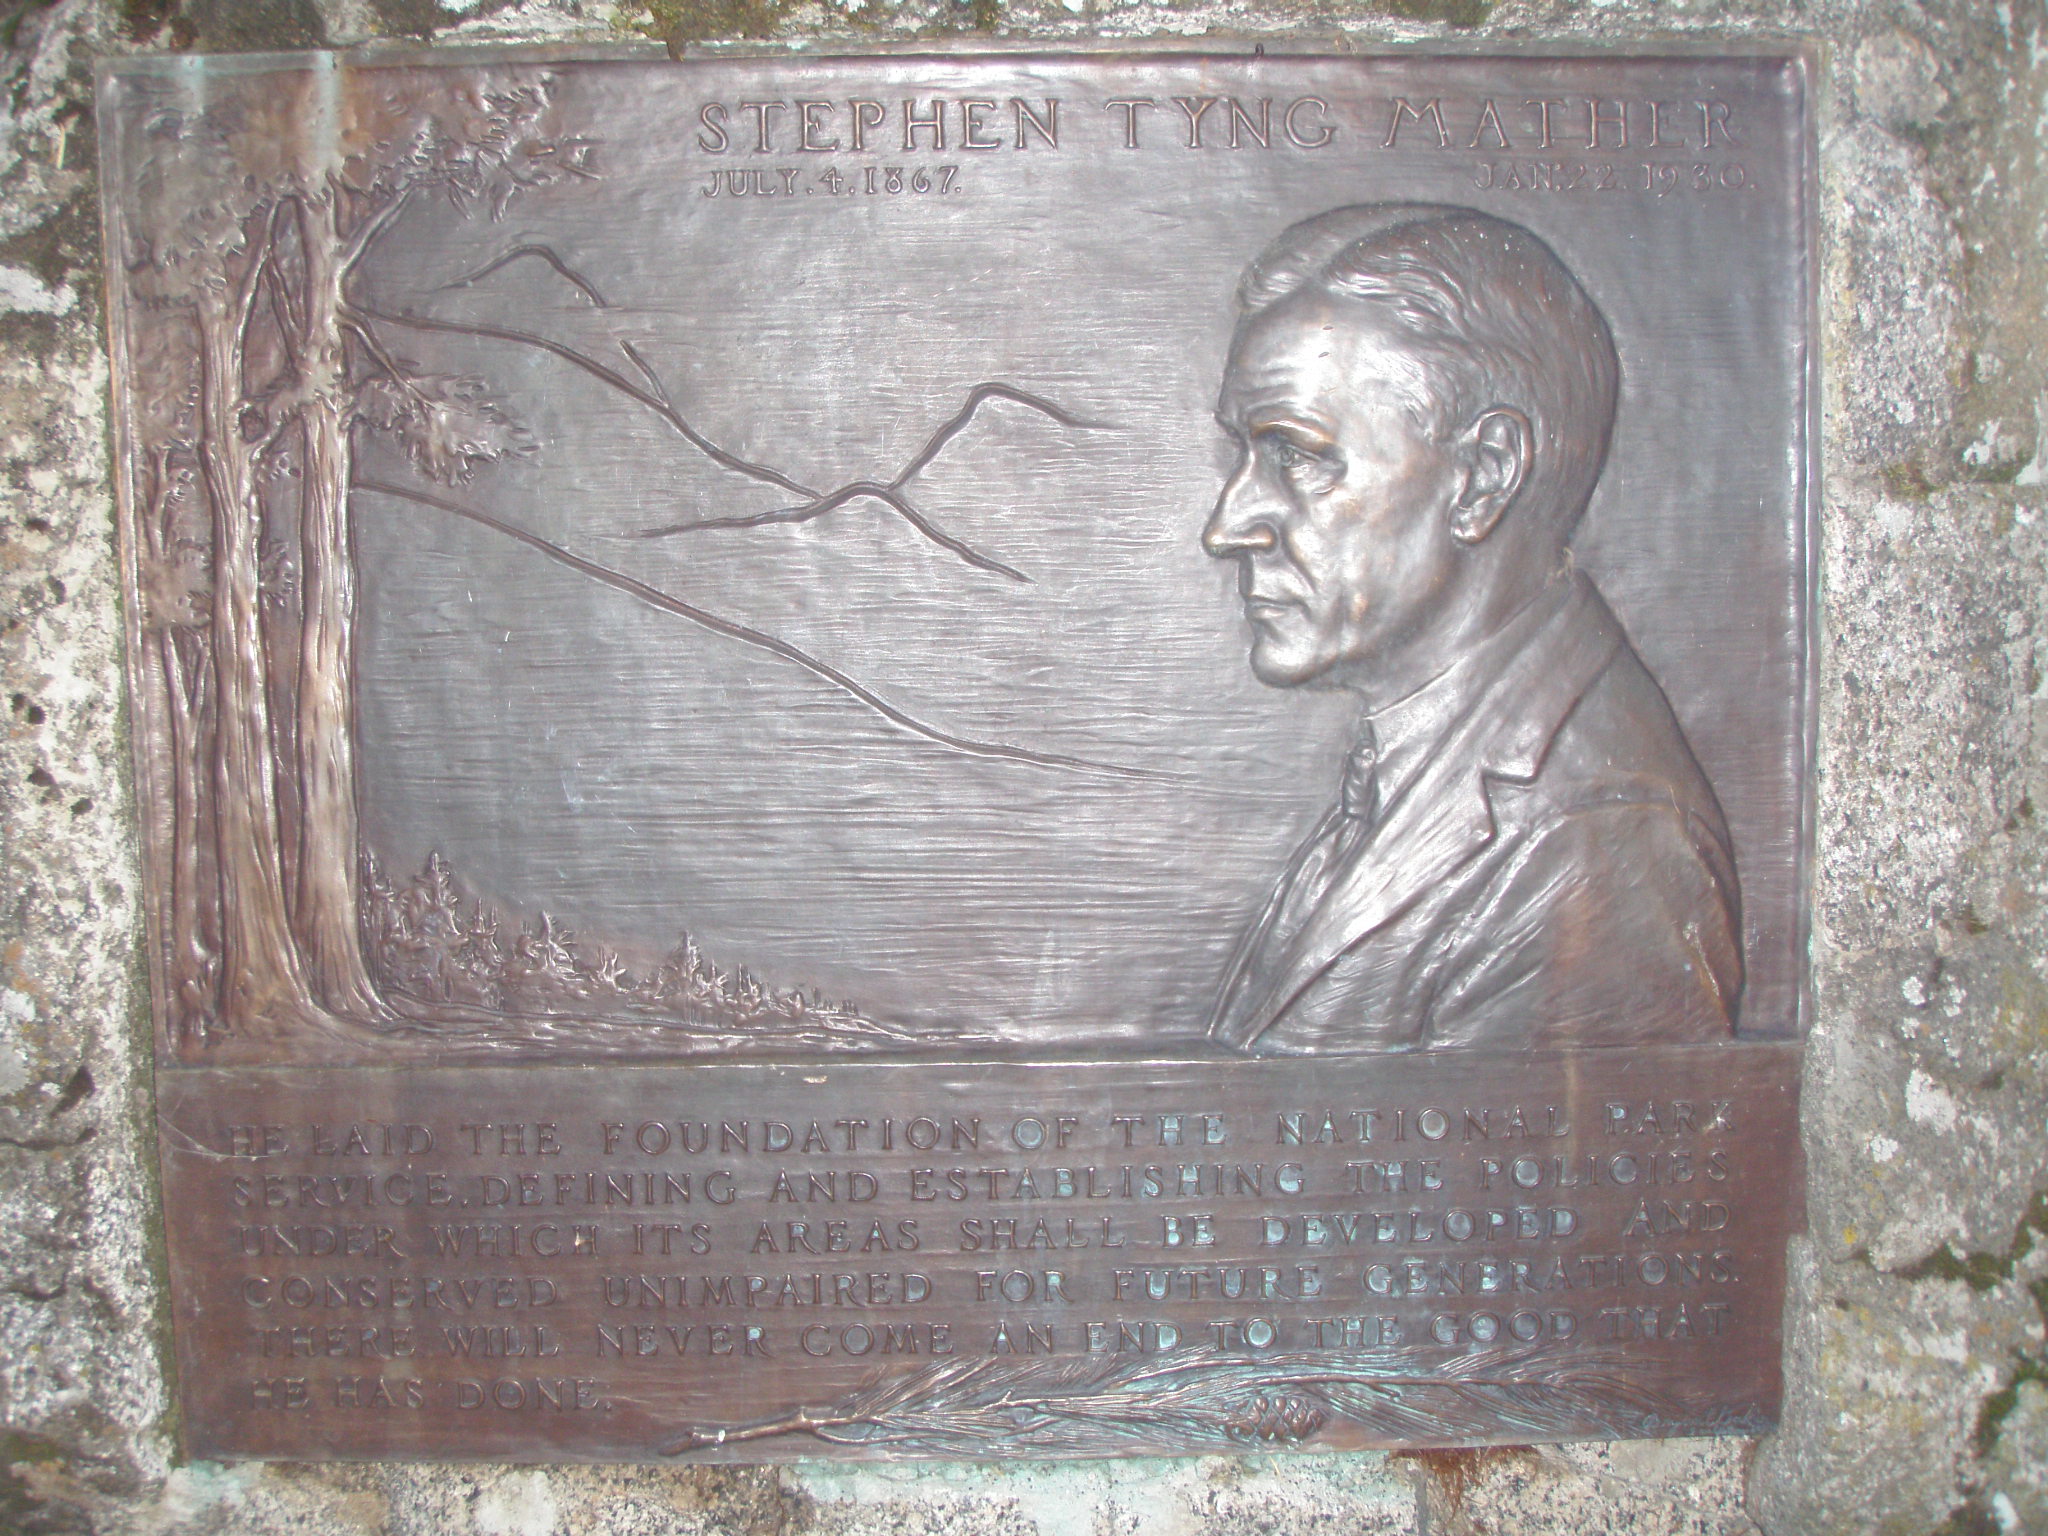 STEPHEN TYNG MATHER
JULY.4.1867. JAN.22.1930.
HE LAID THE FOUNDATION OF THE NATIONAL PARK
SERVICE, DEFINING AND ESTABLISHING THE POLICIES
UNDER WHICH ITS AREAS SHALL BE DEVELOPED AND
CONSERVED UNIMPAIRED FOR FUTURE GENERATIONS.
THERE WILL NEVER COME AN END TO THE GOOD THAT
HE HAS DONE.